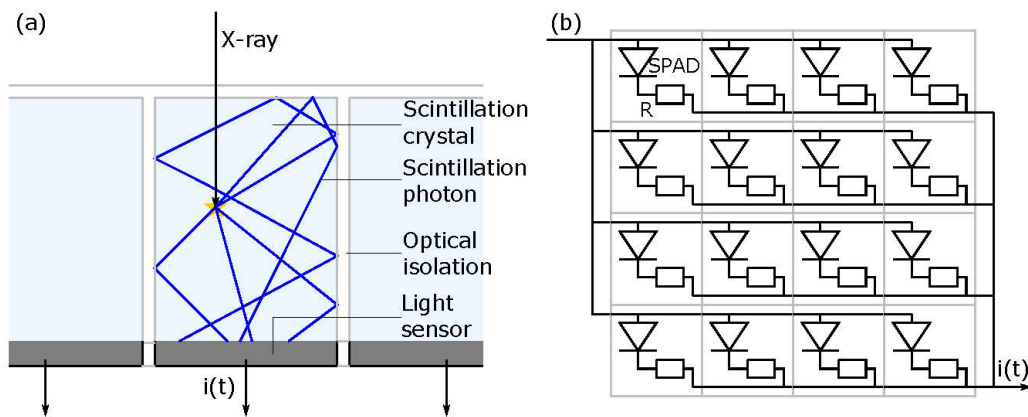 (a)
X-ray
Scintillation
crystal
Scintillation
photon
Optical
isolation
Light
sensor
i(t)
(b)
SPAD
R
i(t)